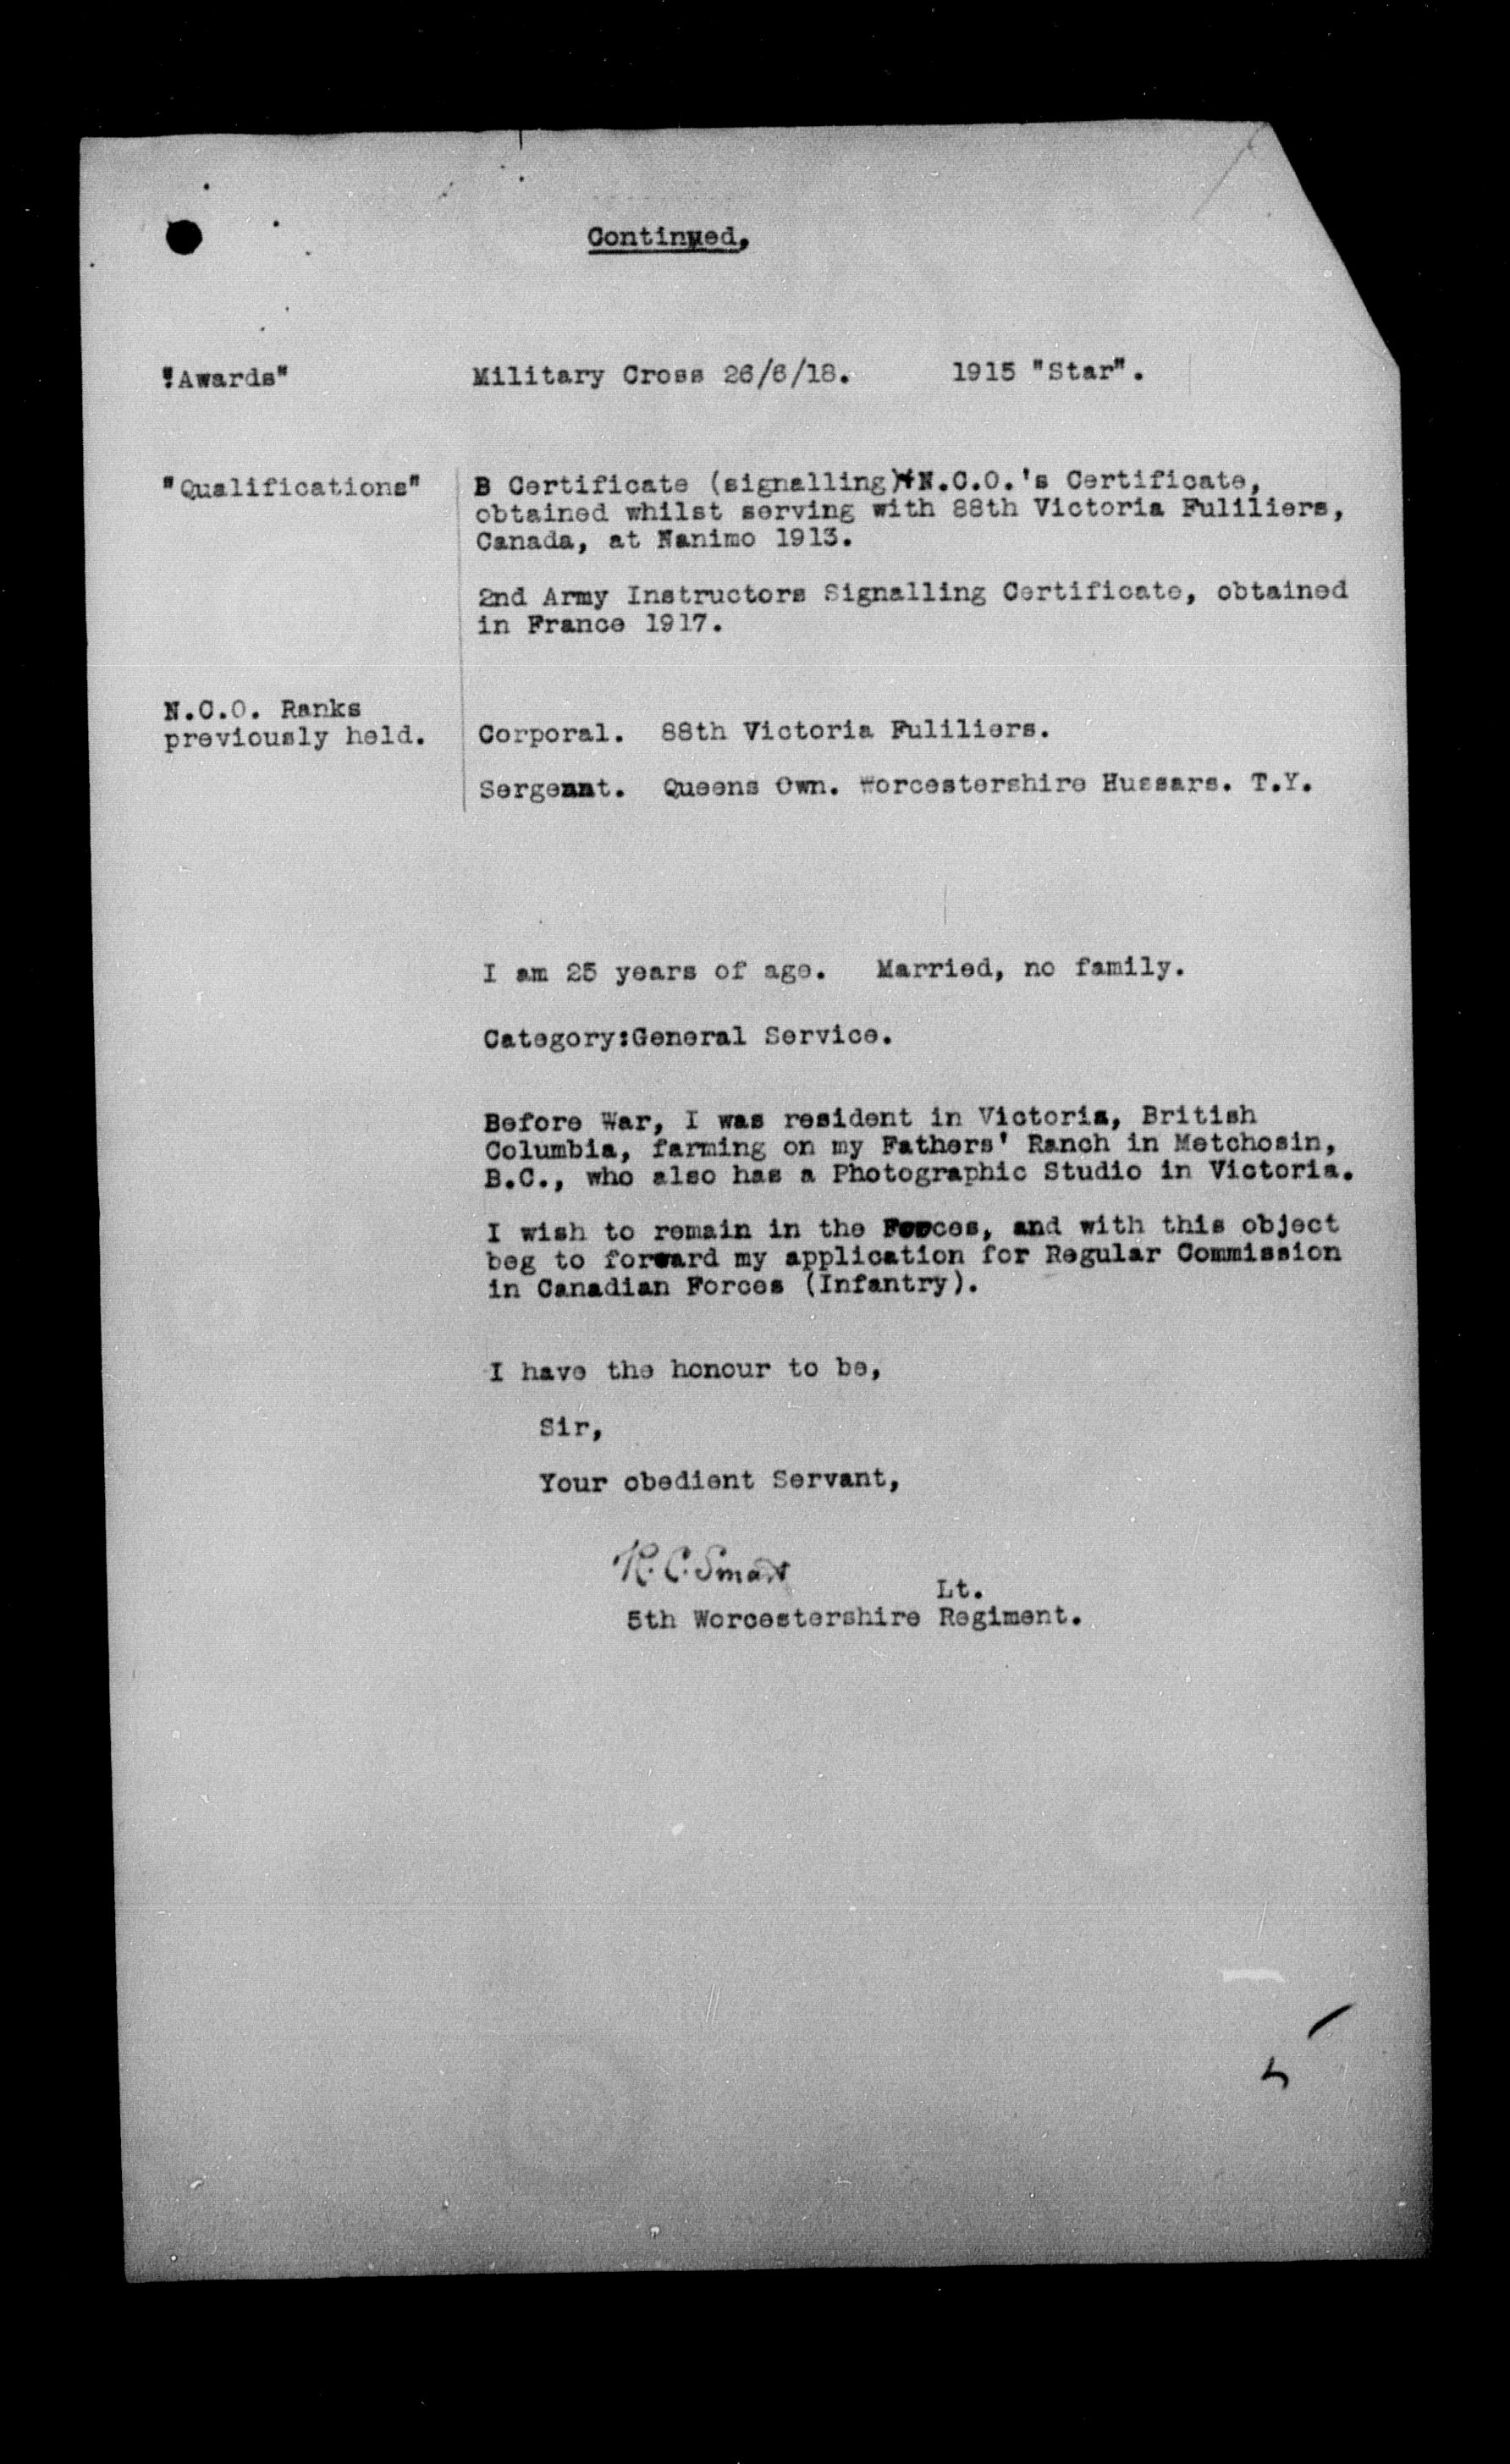 Continued,
"Awards" Military Cross 26/6/18. 1915 "Star".
"Qualifications" B Certificate (signalling)+N.C.O.'s Certificate,
obtained whilst serving with 88th Victoria Fuliliers,
Canada, at Nanimo 1913.
2nd Army Instructors Signalling Certificate, obtained
in France 1917.
N.C.O. Ranks
previously held.
Corporal. 88th Victoria Fuliliers.
Sergeant. Queens Own. Worcestershire Hussars. T.Y.
I am 25 years of age. Married, no family.
Category:General Service.
Before War, I was resident in Victoria, British
Columbia, farming on my Fathers' Ranch in Metchosin,
B.C., who also has a Photographic Studio in Victoria.
I wish to remain in the Forces, and with this object
beg to forward my application for Regular Commission
in Canadian Forces (Infantry).
I have the honour to be,
Sir,
Your obedient Servant,
R. C. Smart
Lt.
5th Worcestershire Regiment.